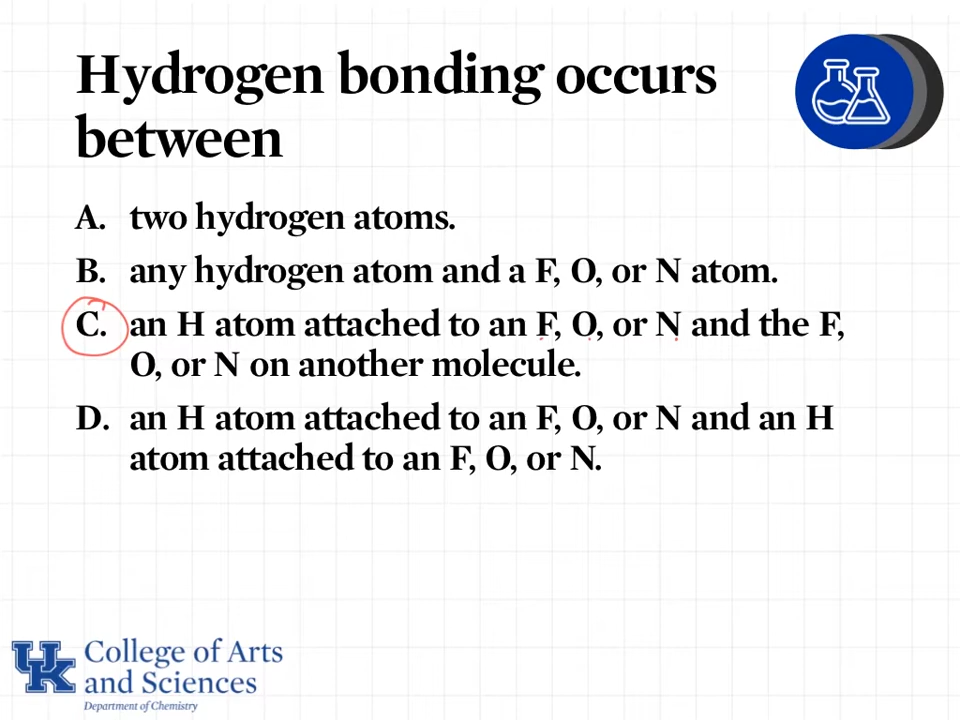 Hydrogen bonding occurs
between
A. two hydrogen atoms.
B. any hydrogen atom and a F, O, or N atom.
C. an H atom attached to an F, O, or N and the F,
O, or N on another molecule.
D. an H atom attached to an F, O, or N and an H
atom attached to an F, O, or N.
UK
College of Arts
and Sciences
Department of Chemistry